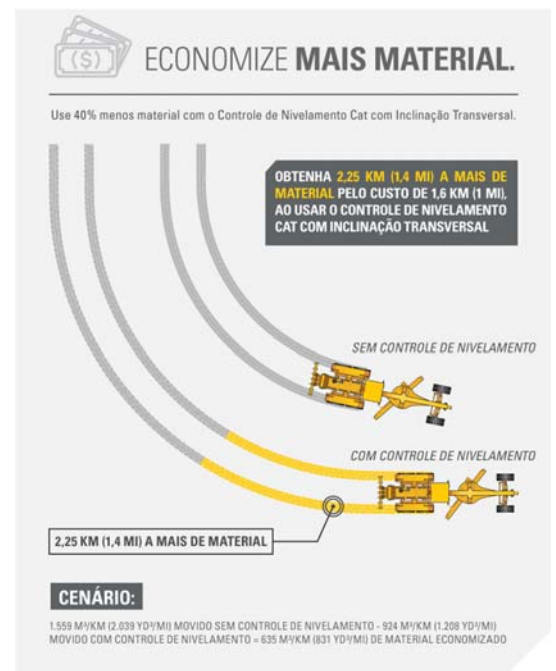 ($)
ECONOMIZE MAIS MATERIAL.
Use 40% menos material com o Controle de Nivelamento Cat com Inclinação Transversal.
OBTENHA 2,25 KM (1,4 MI) A MAIS DE
MATERIAL PELO CUSTO DE 1,6 KM (1 MI),
AO USAR O CONTROLE DE NIVELAMENTO
CAT COM INCLINAÇÃO TRANSVERSAL
SEM CONTROLE DE NIVELAMENTO
COM CONTROLE DE NIVELAMENTO
2,25 KM (1,4 MI) A MAIS DE MATERIAL
CENÁRIO:
1.559 M³/KM (2.039 YD³/MI) MOVIDO SEM CONTROLE DE NIVELAMENTO - 924 M³/KM (1.208 YD³/MI)
MOVIDO COM CONTROLE DE NIVELAMENTO = 635 M³/KM (831 YD³/MI) DE MATERIAL ECONOMIZADO